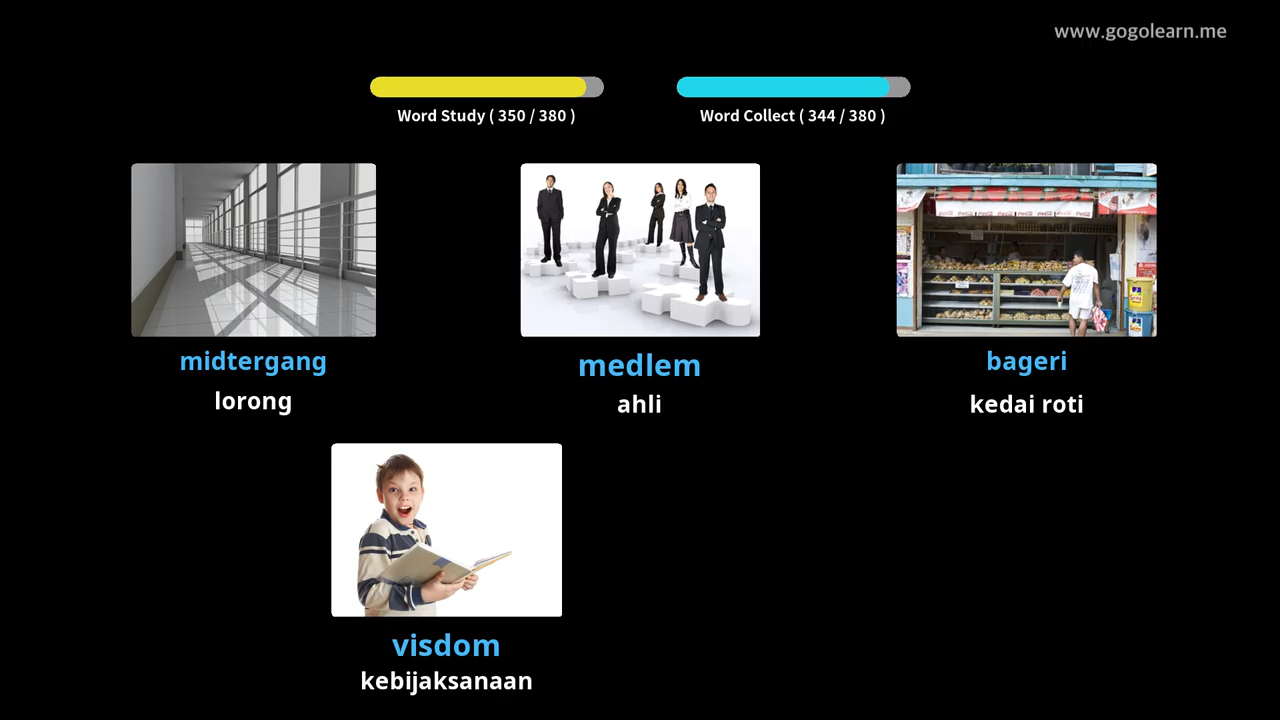 www.gogolearn.me
Word Study ( 350 / 380 )
Word Collect ( 344 / 380 )
midtergang
lorong
medlem
ahli
bageri
kedai roti
visdom
kebijaksanaan